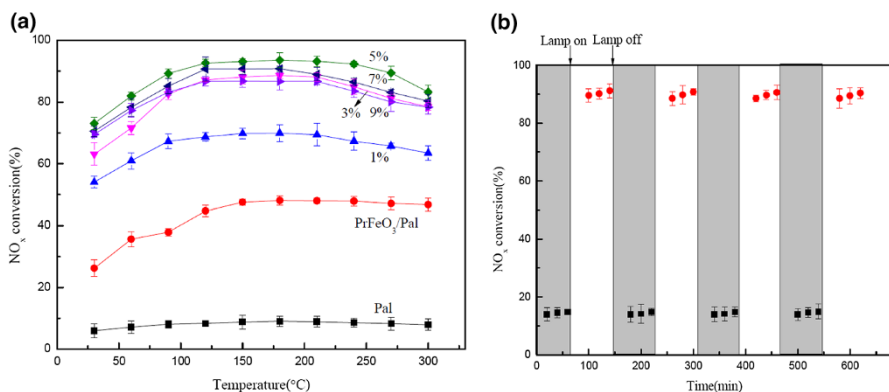 (a)
100
80
60
40
20
0
NOx conversion(%)
5%
7%
3% 9%
1%
PrFeO3/Pal
Pal
0 50 100 150 200 250 300
Temperature(°C)
(b)
Lamp on
Lamp off
100
80
60
40
20
0
NOx conversion(%)
0 100 200 300 400 500 600
Time(min)